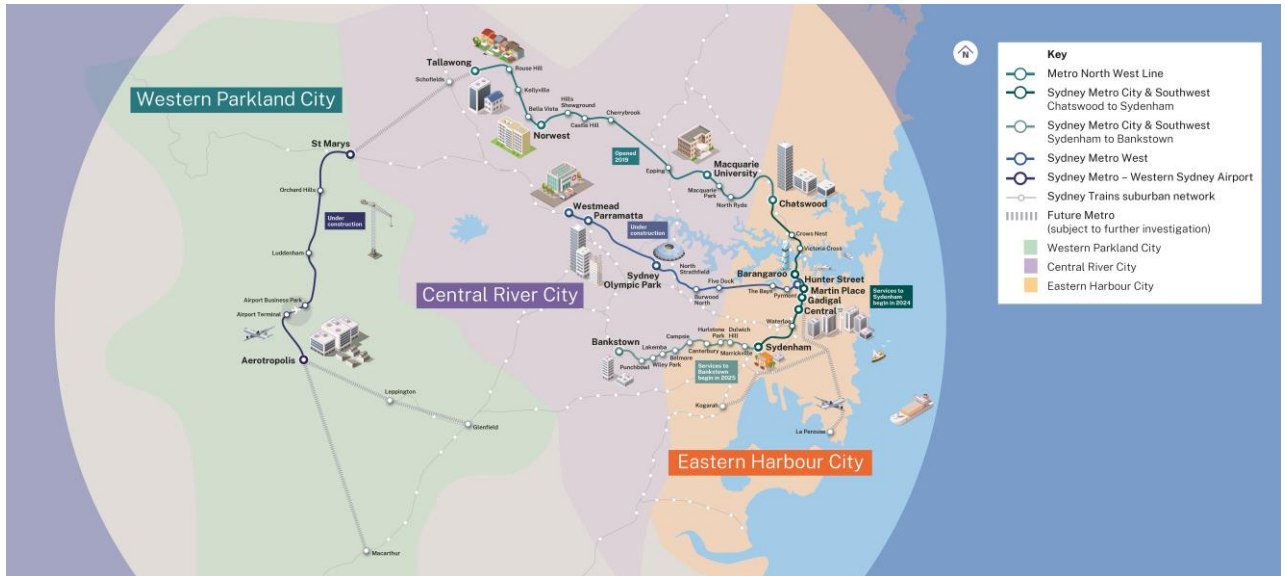 Key
Metro North West Line
Sydney Metro City & Southwest
Chatswood to Sydenham
Sydney Metro City & Southwest
Sydenham to Bankstown
Sydney Metro West
Sydney Metro – Western Sydney Airport
Sydney Trains suburban network
Future Metro
(subject to further investigation)
Western Parkland City
Central River City
Eastern Harbour City
N
Western Parkland City
Central River City
Eastern Harbour City
Tallawong
Schofields
Rouse Hill
Kellyville
Bella Vista
Norwest
Hills
Showground
Castle Hill
Cherrybrook
Opened
2019
Epping
Macquarie
University
Macquarie
Park
North Ryde
Chatswood
Crows Nest
Victoria Cross
Barangaroo
Hunter Street
Martin Place
Gadigal
Central
Services to
Sydenham
begin in 2024
Waterloo
Sydenham
St Marys
Orchard Hills
Under
construction
Luddenham
Airport Business Park
Airport Terminal
Aerotropolis
Leppington
Glenfield
Macarthur
Westmead
Parramatta
Under
construction
Sydney
Olympic Park
North
Strathfield
Burwood
North
Five Dock
The Bays
Pyrmont
Bankstown
Punchbowl
Lakemba
Wiley Park
Belmore
Campsie
Canterbury
Hurlstone
Park
Dulwich
Hill
Marrickville
Services to
Bankstown
begin in 2025
Kogarah
La Perouse